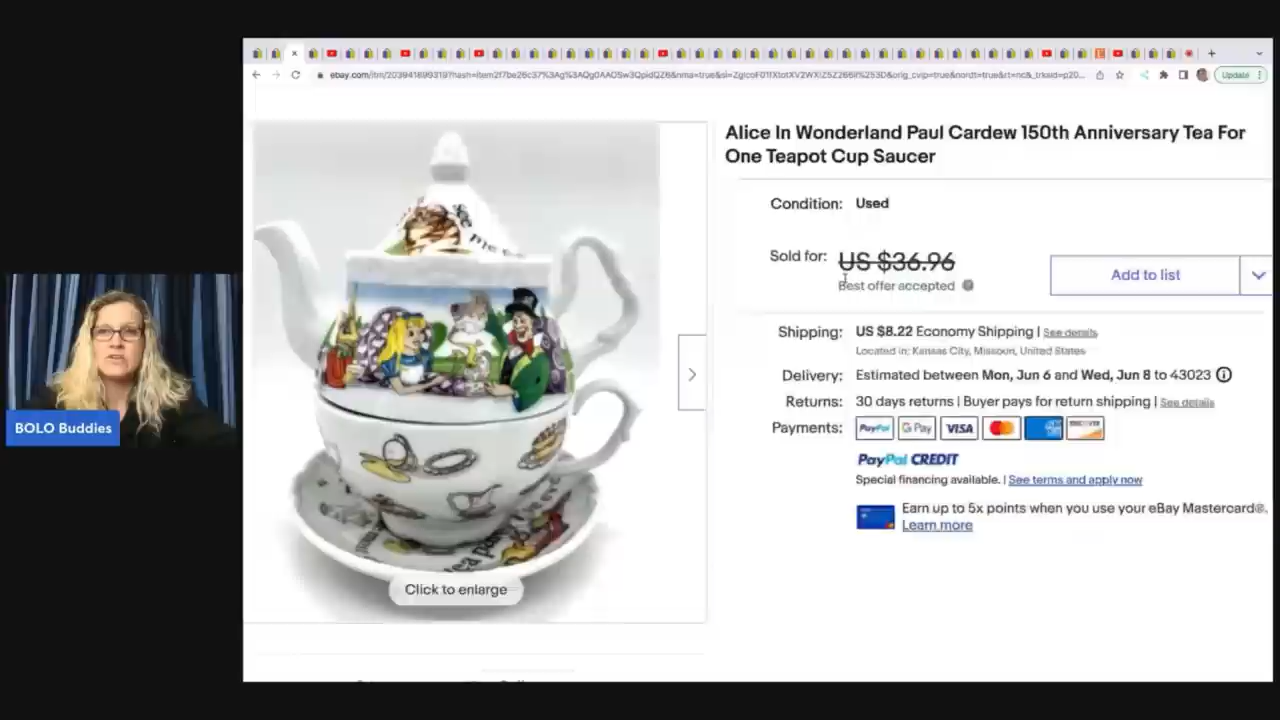 Update
Alice In Wonderland Paul Cardew 150th Anniversary Tea For
One Teapot Cup Saucer
Condition: Used
Sold for: US $36.96
Best offer accepted
Add to list
Shipping: US $8.22 Economy Shipping | See details
Located in: Kansas City, Missouri, United States
Delivery: Estimated between Mon, Jun 6 and Wed, Jun 8 to 43023
Returns: 30 days returns | Buyer pays for return shipping | See details
Payments: PayPal G Pay VISA
PayPal CREDIT
Special financing available. | See terms and apply now
Earn up to 5x points when you use your eBay Mastercard®.
Learn more
Click to enlarge
BOLO Buddies